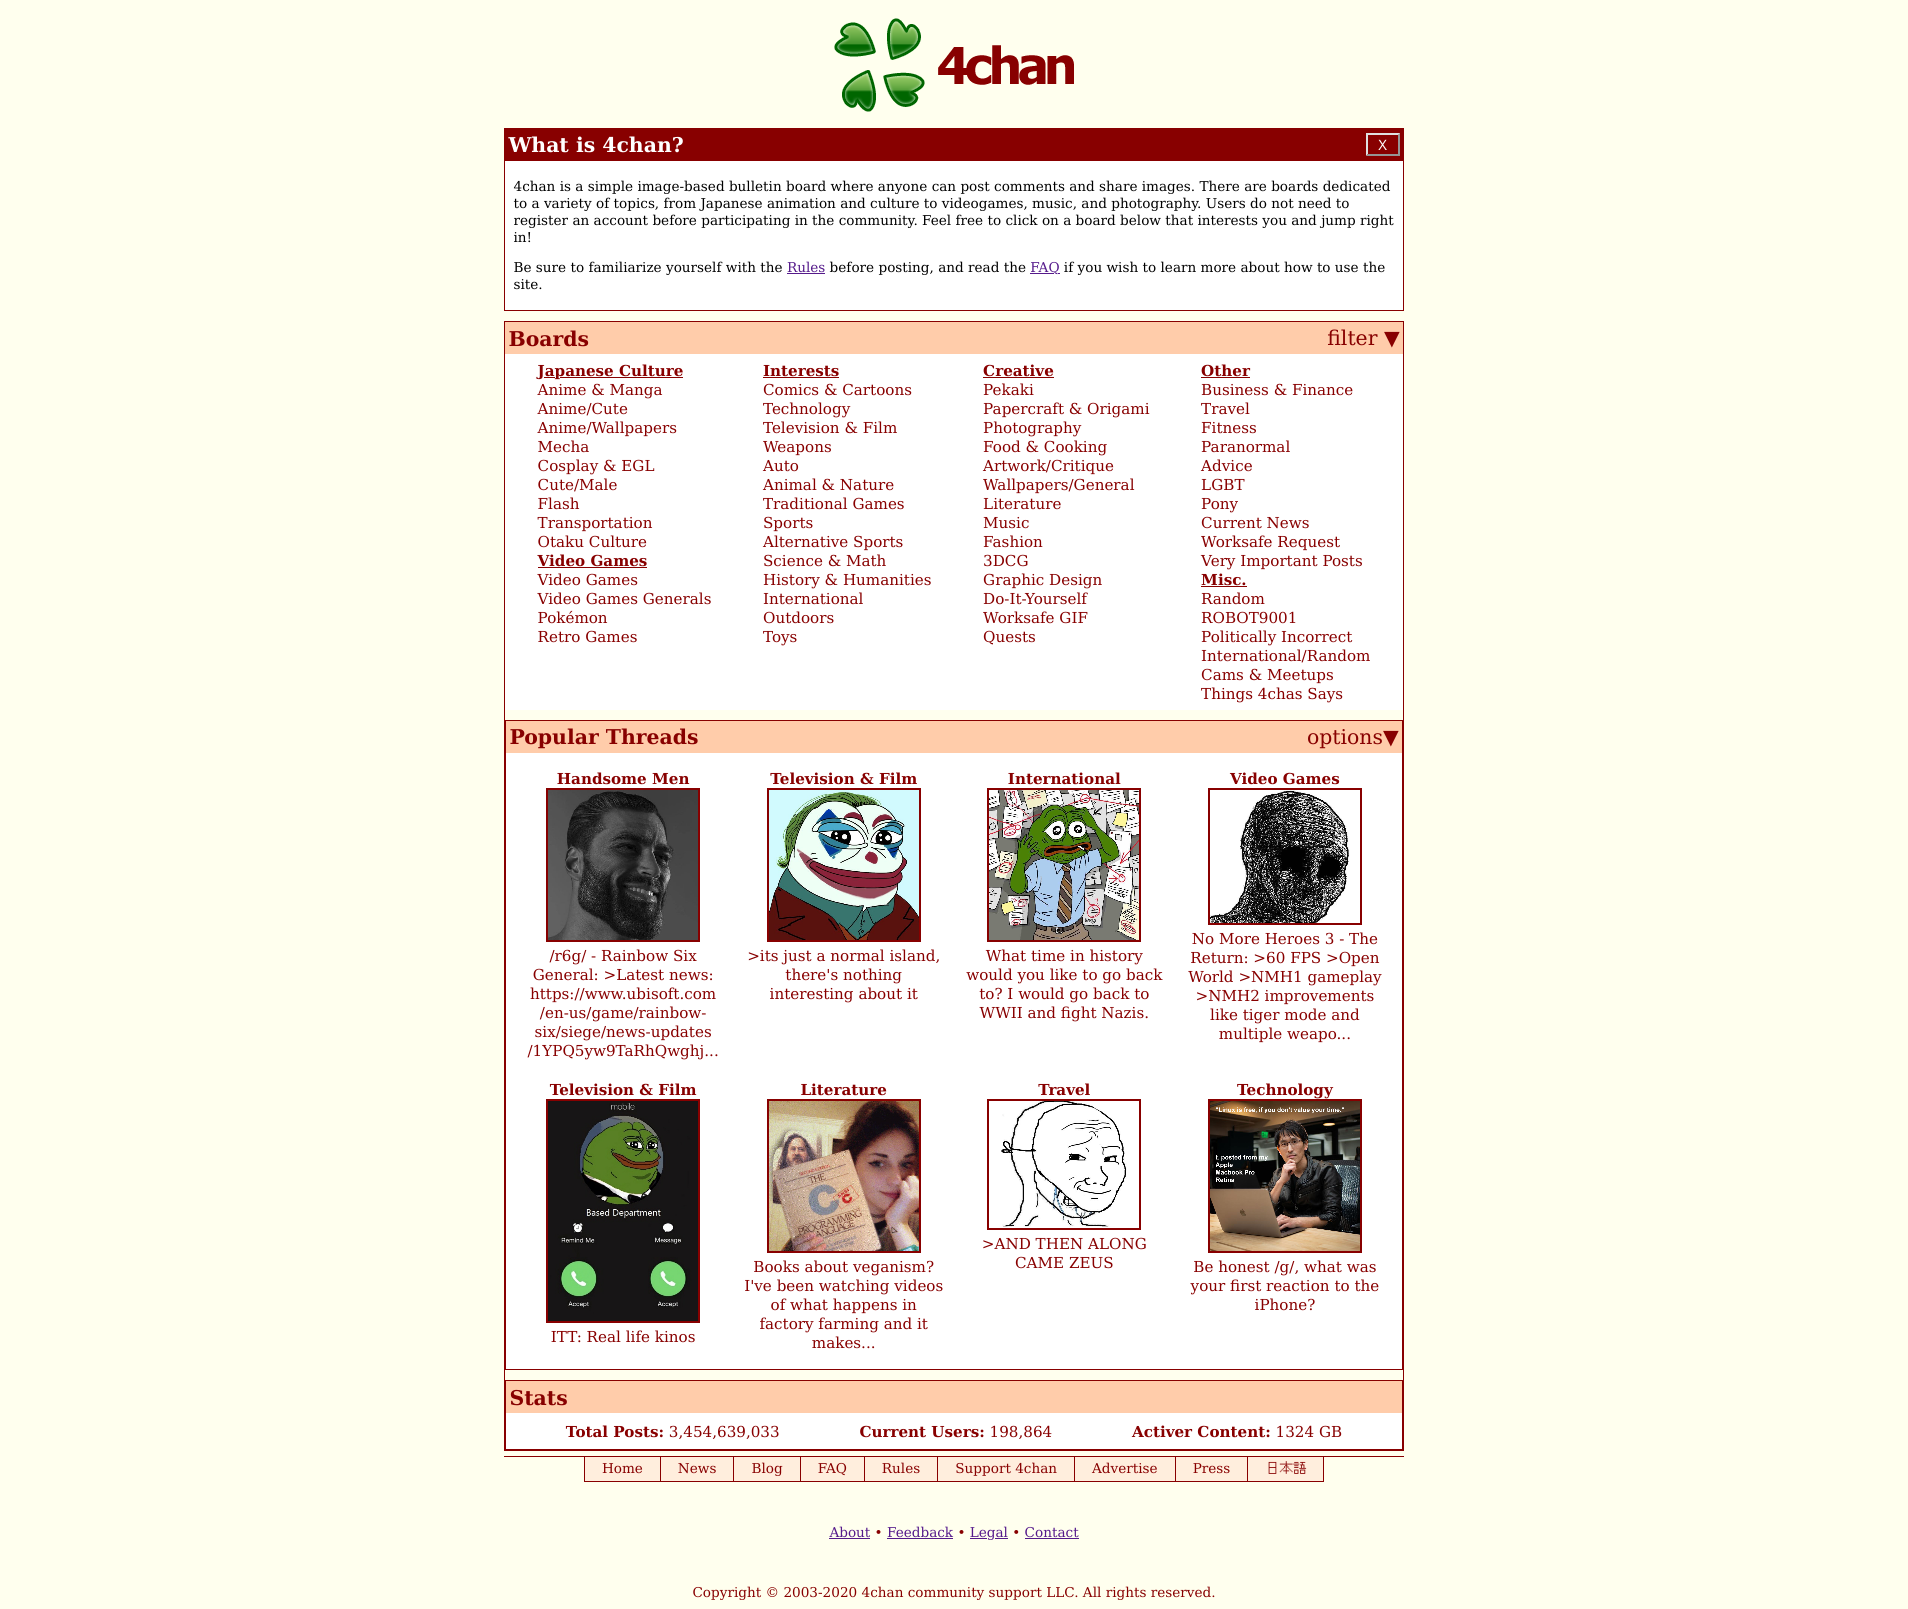 4chan
What is 4chan?
X
4chan is a simple image-based bulletin board where anyone can post comments and share images. There are boards dedicated
to a variety of topics, from Japanese animation and culture to videogames, music, and photography. Users do not need to
register an account before participating in the community. Feel free to click on a board below that interests you and jump right
in!
Be sure to familiarize yourself with the Rules before posting, and read the FAQ if you wish to learn more about how to use the
site.
Boards
filter ▼
Japanese Culture
Anime & Manga
Anime/Cute
Anime/Wallpapers
Mecha
Cosplay & EGL
Cute/Male
Flash
Transportation
Otaku Culture
Video Games
Video Games
Video Games Generals
Pokémon
Retro Games
Interests
Comics & Cartoons
Technology
Television & Film
Weapons
Auto
Animal & Nature
Traditional Games
Sports
Alternative Sports
Science & Math
History & Humanities
International
Outdoors
Toys
Creative
Pekaki
Papercraft & Origami
Photography
Food & Cooking
Artwork/Critique
Wallpapers/General
Literature
Music
Fashion
3DCG
Graphic Design
Do-It-Yourself
Worksafe GIF
Quests
Other
Business & Finance
Travel
Fitness
Paranormal
Advice
LGBT
Pony
Current News
Worksafe Request
Very Important Posts
Misc.
Random
ROBOT9001
Politically Incorrect
International/Random
Cams & Meetups
Things 4chas Says
Popular Threads
options▼
Handsome Men
/r6g/ - Rainbow Six
General: >Latest news:
https://www.ubisoft.com
/en-us/game/rainbow-
six/siege/news-updates
/1YPQ5yw9TaRhQwghj...
Television & Film
>its just a normal island,
there's nothing
interesting about it
International
What time in history
would you like to go back
to? I would go back to
WWII and fight Nazis.
Video Games
No More Heroes 3 - The
Return: >60 FPS >Open
World >NMH1 gameplay
>NMH2 improvements
like tiger mode and
multiple weapo...
Television & Film
mobile
Based Department
Remind Me
Message
Accept
Accept
ITT: Real life kinos
Literature
THE
C
PROGRAMMING
LANGUAGE
Books about veganism?
I've been watching videos
of what happens in
factory farming and it
makes...
Travel
>AND THEN ALONG
CAME ZEUS
Technology
"Linux is free, if you don't value your time."
t. posted from my
Apple
Macbook Pro
Retina
Be honest /g/, what was
your first reaction to the
iPhone?
Stats
Total Posts: 3,454,639,033
Current Users: 198,864
Activer Content: 1324 GB
Home
News
Blog
FAQ
Rules
Support 4chan
Advertise
Press
日本語
About • Feedback • Legal • Contact
Copyright © 2003-2020 4chan community support LLC. All rights reserved.